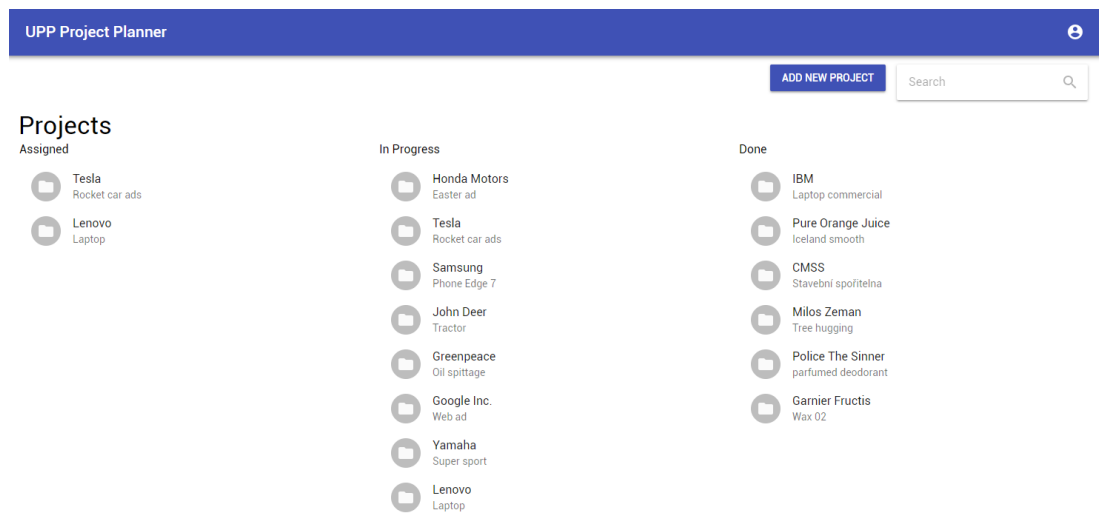 UPP Project Planner
ADD NEW PROJECT
Search
Projects
Assigned
Tesla
Rocket car ads
Lenovo
Laptop
In Progress
Honda Motors
Easter ad
Tesla
Rocket car ads
Samsung
Phone Edge 7
John Deer
Tractor
Greenpeace
Oil spittage
Google Inc.
Web ad
Yamaha
Super sport
Lenovo
Laptop
Done
IBM
Laptop commercial
Pure Orange Juice
Iceland smooth
CMSS
Stavební spořitelna
Milos Zeman
Tree hugging
Police The Sinner
parfumed deodorant
Garnier Fructis
Wax 02